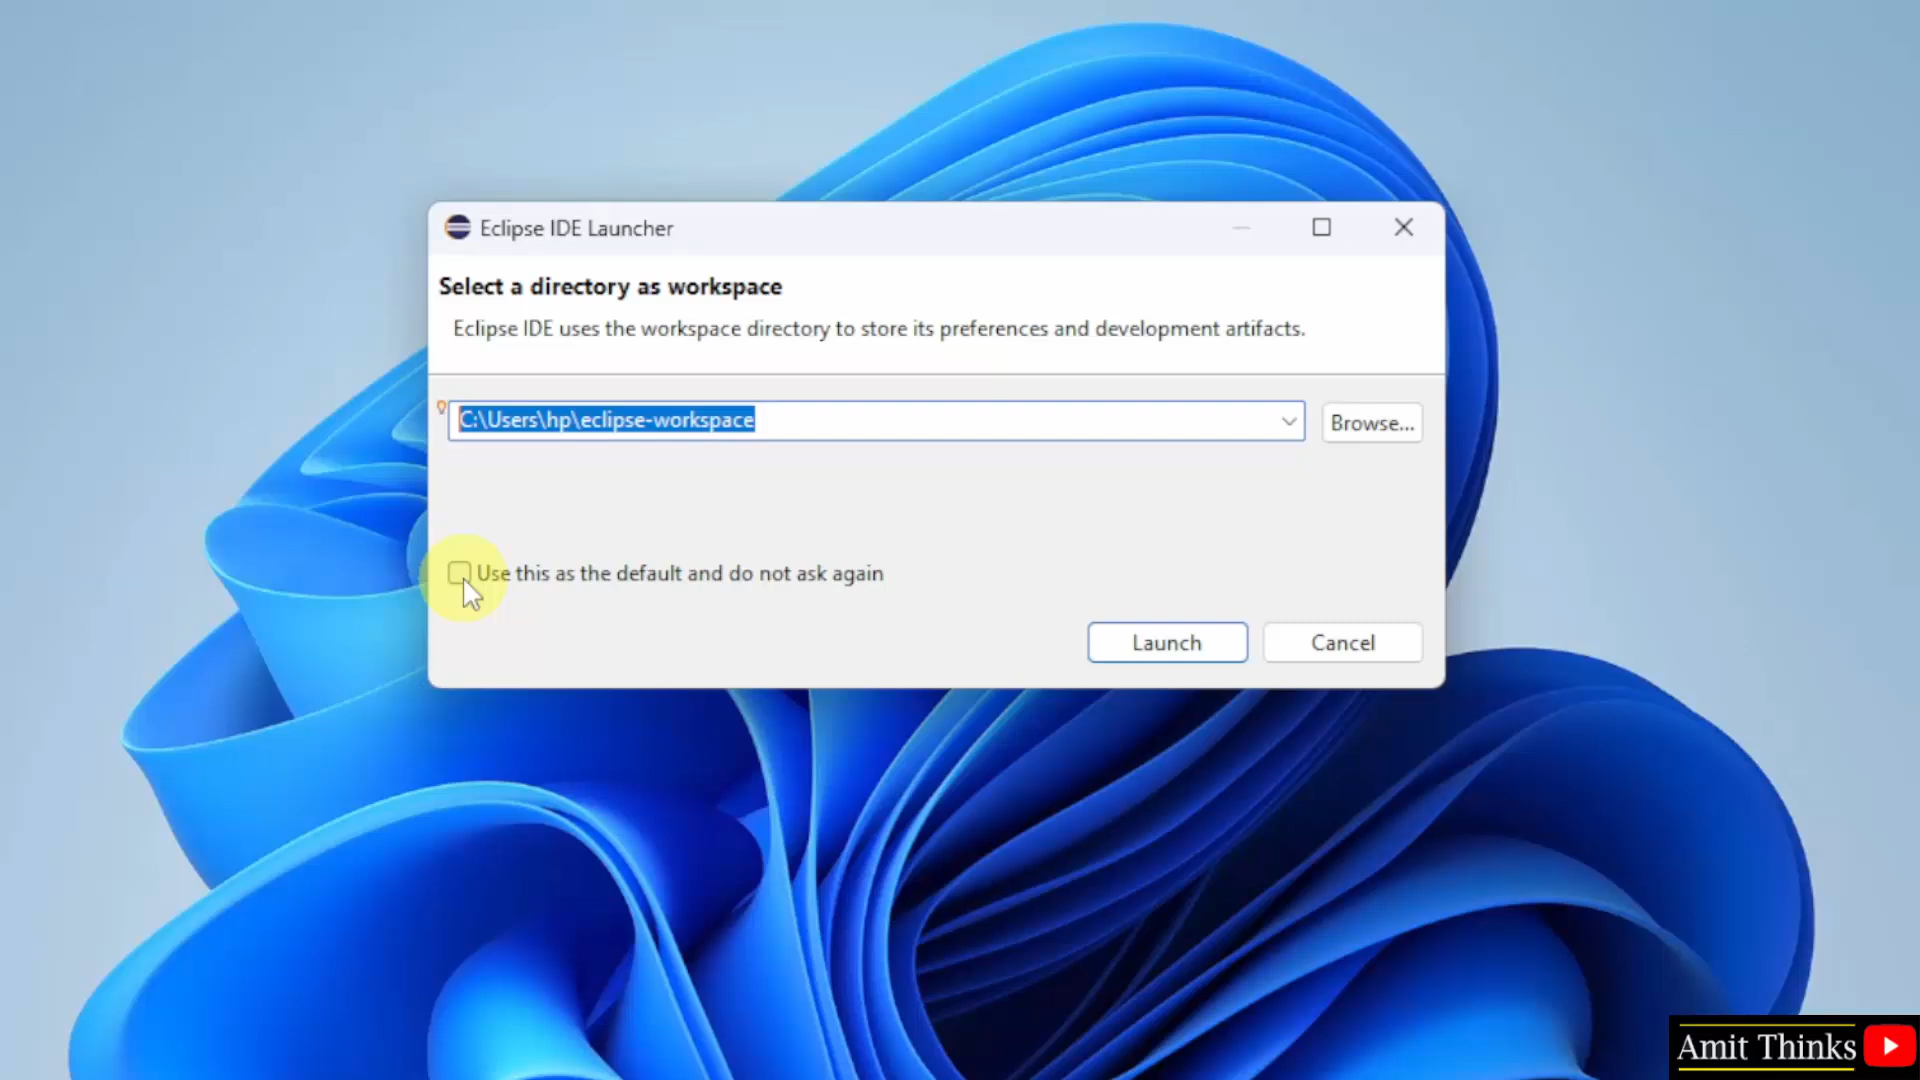 Eclipse IDE Launcher
Select a directory as workspace
Eclipse IDE uses the workspace directory to store its preferences and development artifacts.
C:\Users\hp\eclipse-workspace
Browse...
Use this as the default and do not ask again
Launch
Cancel
Amit Thinks